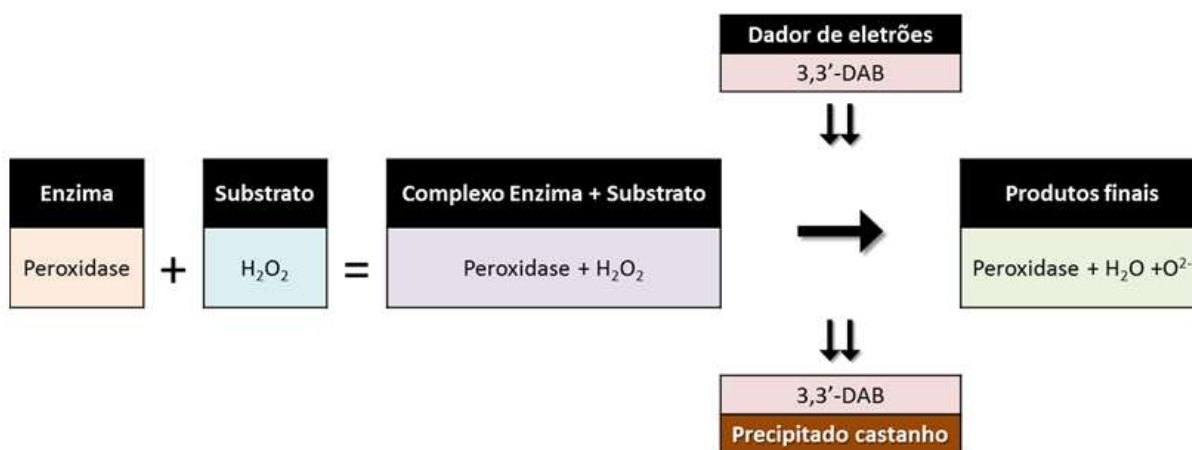 Dador de eletrões
3,3’-DAB
Enzima
Substrato
Complexo Enzima + Substrato
Produtos finais
Peroxidase
+
H₂O₂
=
Peroxidase + H₂O₂
Peroxidase + H₂O +O²⁻
3,3’-DAB
Precipitado castanho